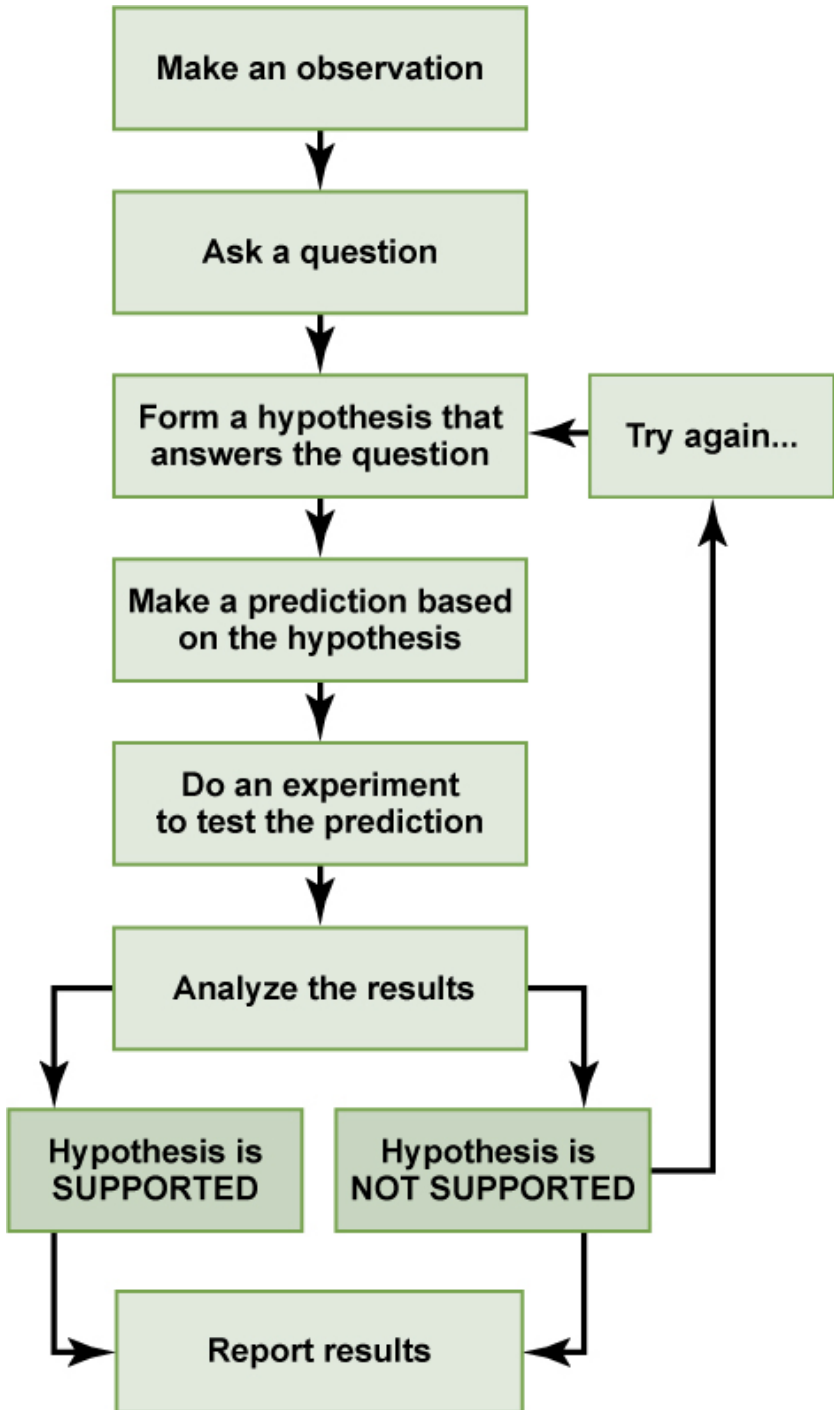 Make an observation
Ask a question
Form a hypothesis that
answers the question
Try again...
Make a prediction based
on the hypothesis
Do an experiment
to test the prediction
Analyze the results
Hypothesis is
SUPPORTED
Hypothesis is
NOT SUPPORTED
Report results